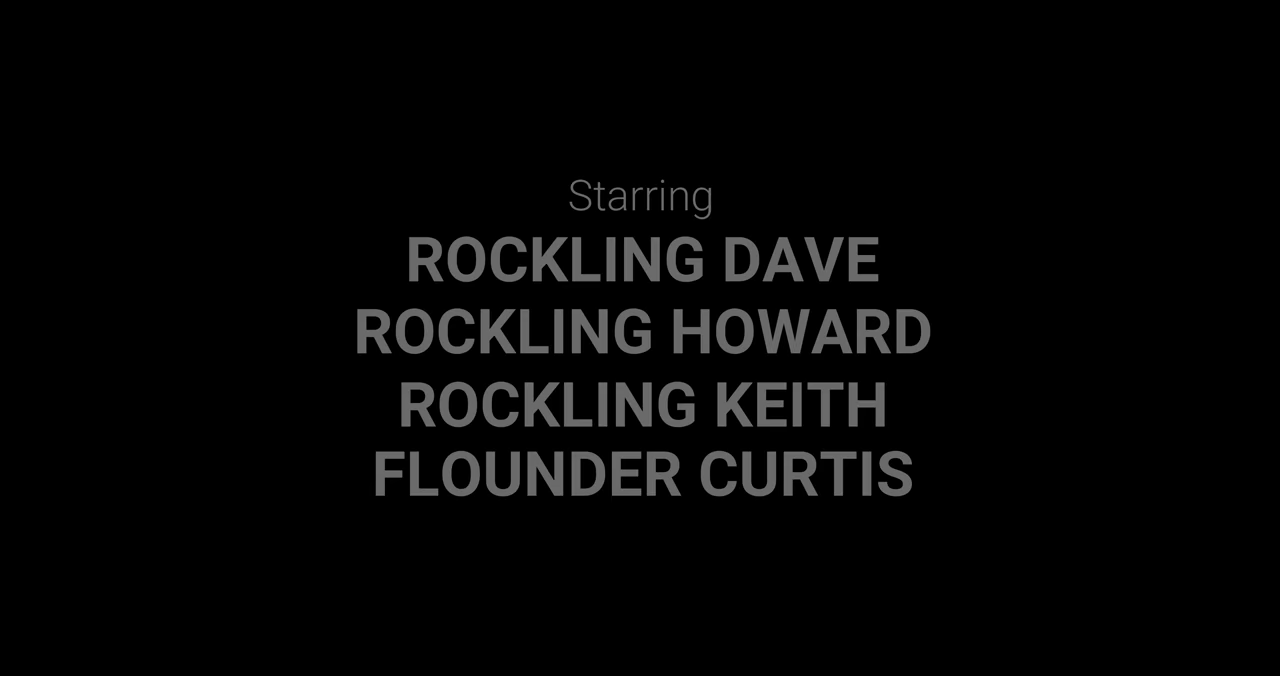 Starring
ROCKLING DAVE
ROCKLING HOWARD
ROCKLING KEITH
FLOUNDER CURTIS